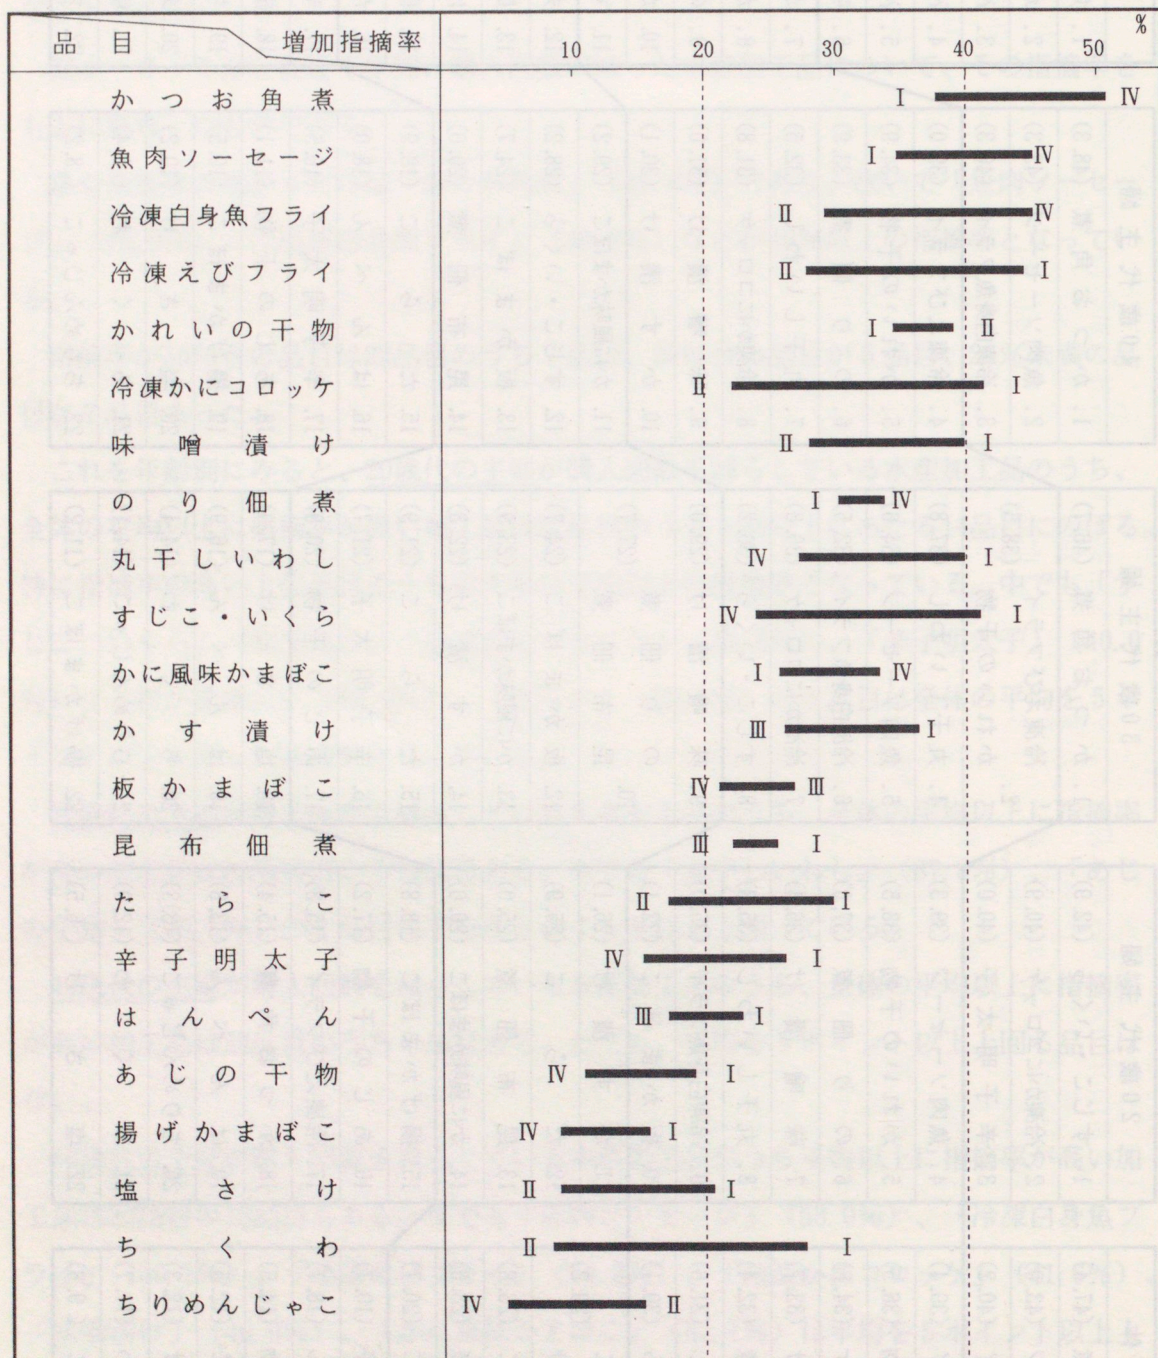 品目 増加指摘率 %
10 20 30 40 50
かつお角煮 Ⅰ Ⅳ
魚肉ソーセージ Ⅰ Ⅳ
冷凍白身魚フライ Ⅱ Ⅳ
冷凍えびフライ Ⅱ Ⅰ
かれいの干物 Ⅰ Ⅱ
冷凍かにコロッケ Ⅱ Ⅰ
味噌漬け Ⅱ Ⅰ
のり佃煮 Ⅰ Ⅳ
丸干しいわし Ⅳ Ⅰ
すじこ・いくら Ⅳ Ⅰ
かに風味かまぼこ Ⅰ Ⅳ
かす漬け Ⅲ Ⅰ
板かまぼこ Ⅳ Ⅲ
昆布佃煮 Ⅲ Ⅰ
たらこ Ⅱ Ⅰ
辛子明太子 Ⅳ Ⅰ
はんぺん Ⅲ Ⅰ
あじの干物 Ⅳ Ⅰ
揚げかまぼこ Ⅳ Ⅰ
塩さけ Ⅱ Ⅰ
ちくわ Ⅱ Ⅰ
ちりめんじゃこ Ⅳ Ⅱ